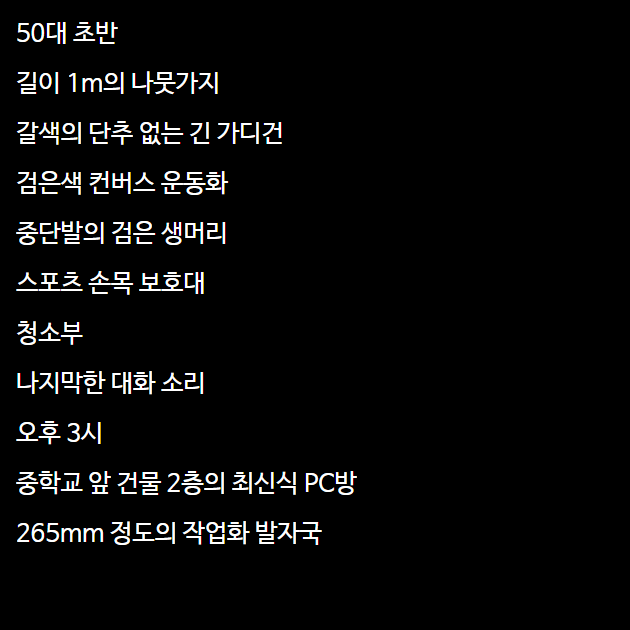 50대 초반
길이 1m의 나뭇가지
갈색의 단추 없는 긴 가디건
검은색 컨버스 운동화
중단발의 검은 생머리
스포츠 손목 보호대
청소부
나지막한 대화 소리
오후 3시
중학교 앞 건물 2층의 최신식 PC방
265mm 정도의 작업화 발자국